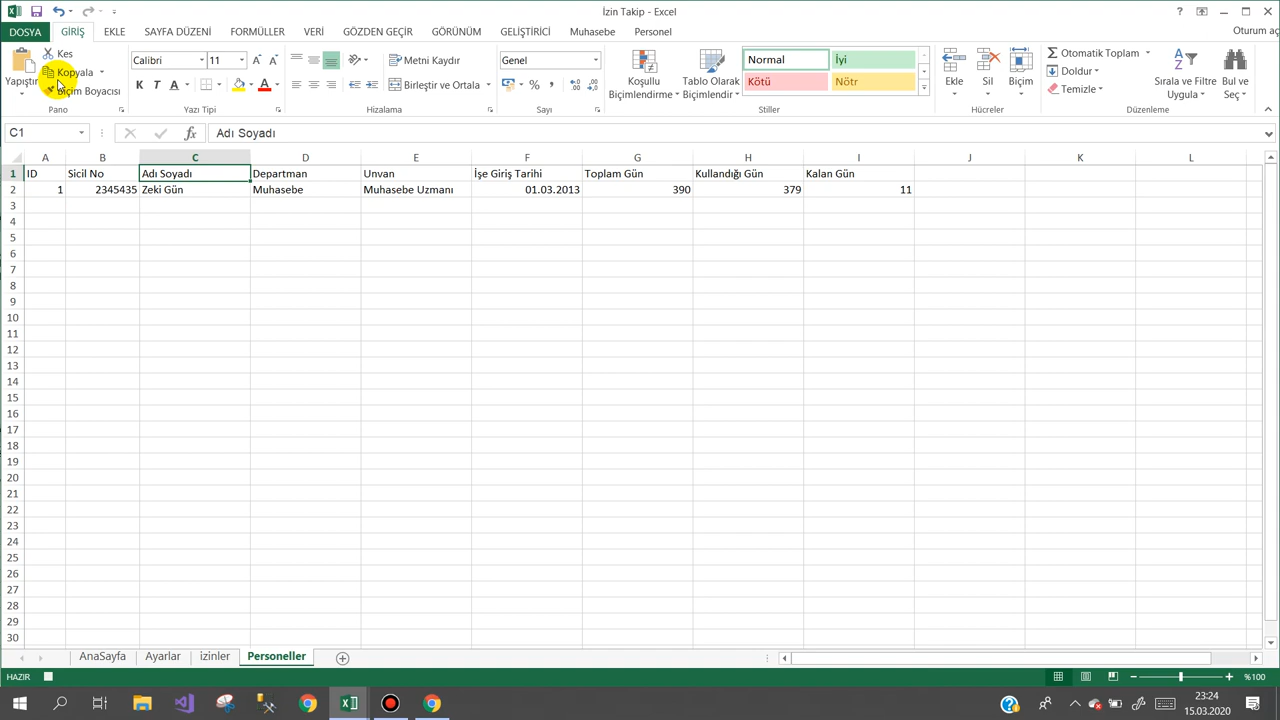 İzin Takip - Excel
Oturum aç
DOSYA GİRİŞ EKLE SAYFA DÜZENİ FORMÜLLER VERİ GÖZDEN GEÇİR GÖRÜNÜM GELİŞTİRİCİ Muhasebe Personel
Yapıştır
Kes
Kopyala
Biçim Boyacısı
Pano
Calibri 11
K T A
Yazı Tipi
Metni Kaydır
Birleştir ve Ortala
Hizalama
Genel
%
Sayı
Koşullu Biçimlendirme
Tablo Olarak Biçimlendir
Normal İyi
Kötü Nötr
Stiller
Ekle Sil Biçim
Hücreler
Otomatik Toplam
Doldur
Temizle
Sırala ve Filtre Uygula
Bul ve Seç
Düzenleme
C1 fx Adı Soyadı
A B C D E F G H I J K L
1 ID Sicil No Adı Soyadı Departman Unvan İşe Giriş Tarihi Toplam Gün Kullandığı Gün Kalan Gün
2 1 2345435 Zeki Gün Muhasebe Muhasebe Uzmanı 01.03.2013 390 379 11
3
4
5
6
7
8
9
10
11
12
13
14
15
16
17
18
19
20
21
22
23
24
25
26
27
28
29
30
AnaSayfa Ayarlar izinler Personeller
HAZIR
%100
23:24
15.03.2020